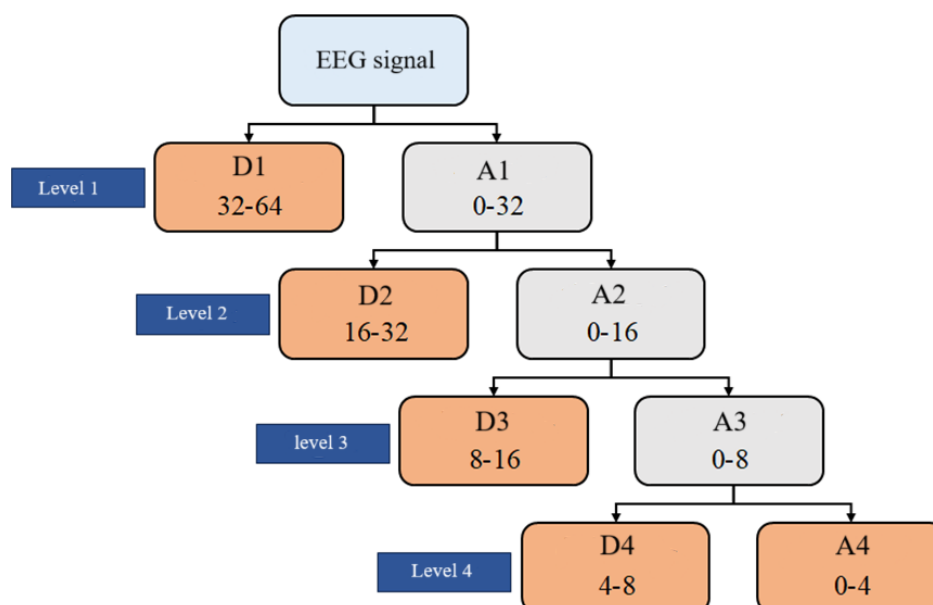 EEG signal
Level 1
D1
32-64
A1
0-32
Level 2
D2
16-32
A2
0-16
level 3
D3
8-16
A3
0-8
Level 4
D4
4-8
A4
0-4